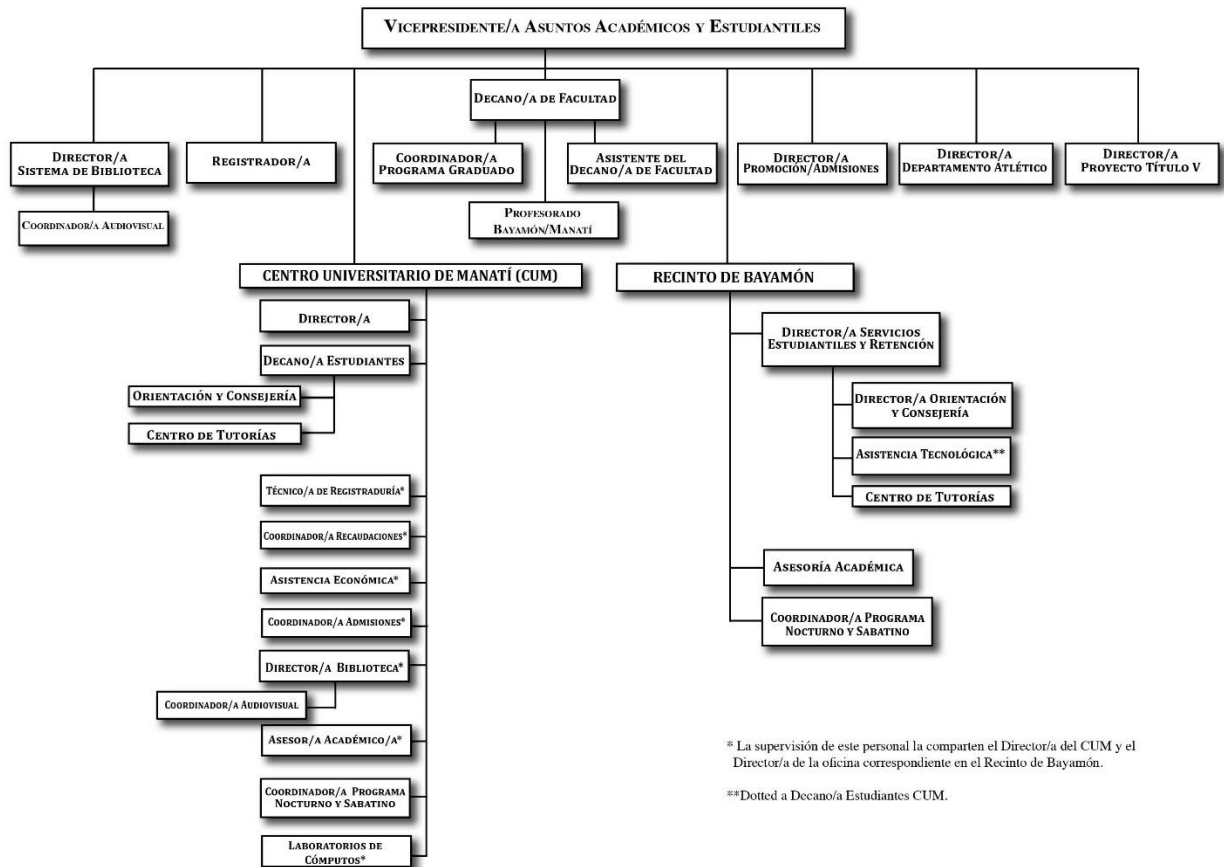 Vicepresidente/a Asuntos Académicos y Estudiantiles
Decano/a de Facultad
Director/a
Sistema de Biblioteca
Registrador/a
Coordinador/a
Programa Graduado
Asistente del
Decano/a de Facultad
Director/a
Promoción/Admisiones
Director/a
Departamento Atlético
Director/a
Proyecto Título V
Coordinador/a Audiovisual
Profesorado
Bayamón/Manatí
CENTRO UNIVERSITARIO DE MANATÍ (CUM)
Director/a
Decano/a Estudiantes
Orientación y Consejería
Centro de Tutorías
Técnico/a de Registraduría*
Coordinador/a Recaudaciones*
Asistencia Económica*
Coordinador/a Admisiones*
Director/a Biblioteca*
Coordinador/a Audiovisual
Asesor/a Académico/a*
Coordinador/a Programa
Nocturno y Sabatino
Laboratorios de
Cómputos*
RECINTO DE BAYAMÓN
Director/a Servicios
Estudiantiles y Retención
Director/a Orientación
y Consejería
Asistencia Tecnológica**
Centro de Tutorías
Asesoría Académica
Coordinador/a Programa
Nocturno y Sabatino
* La supervisión de este personal la comparten el Director/a del CUM y el
Director/a de la oficina correspondiente en el Recinto de Bayamón.
**Dotted a Decano/a Estudiantes CUM.